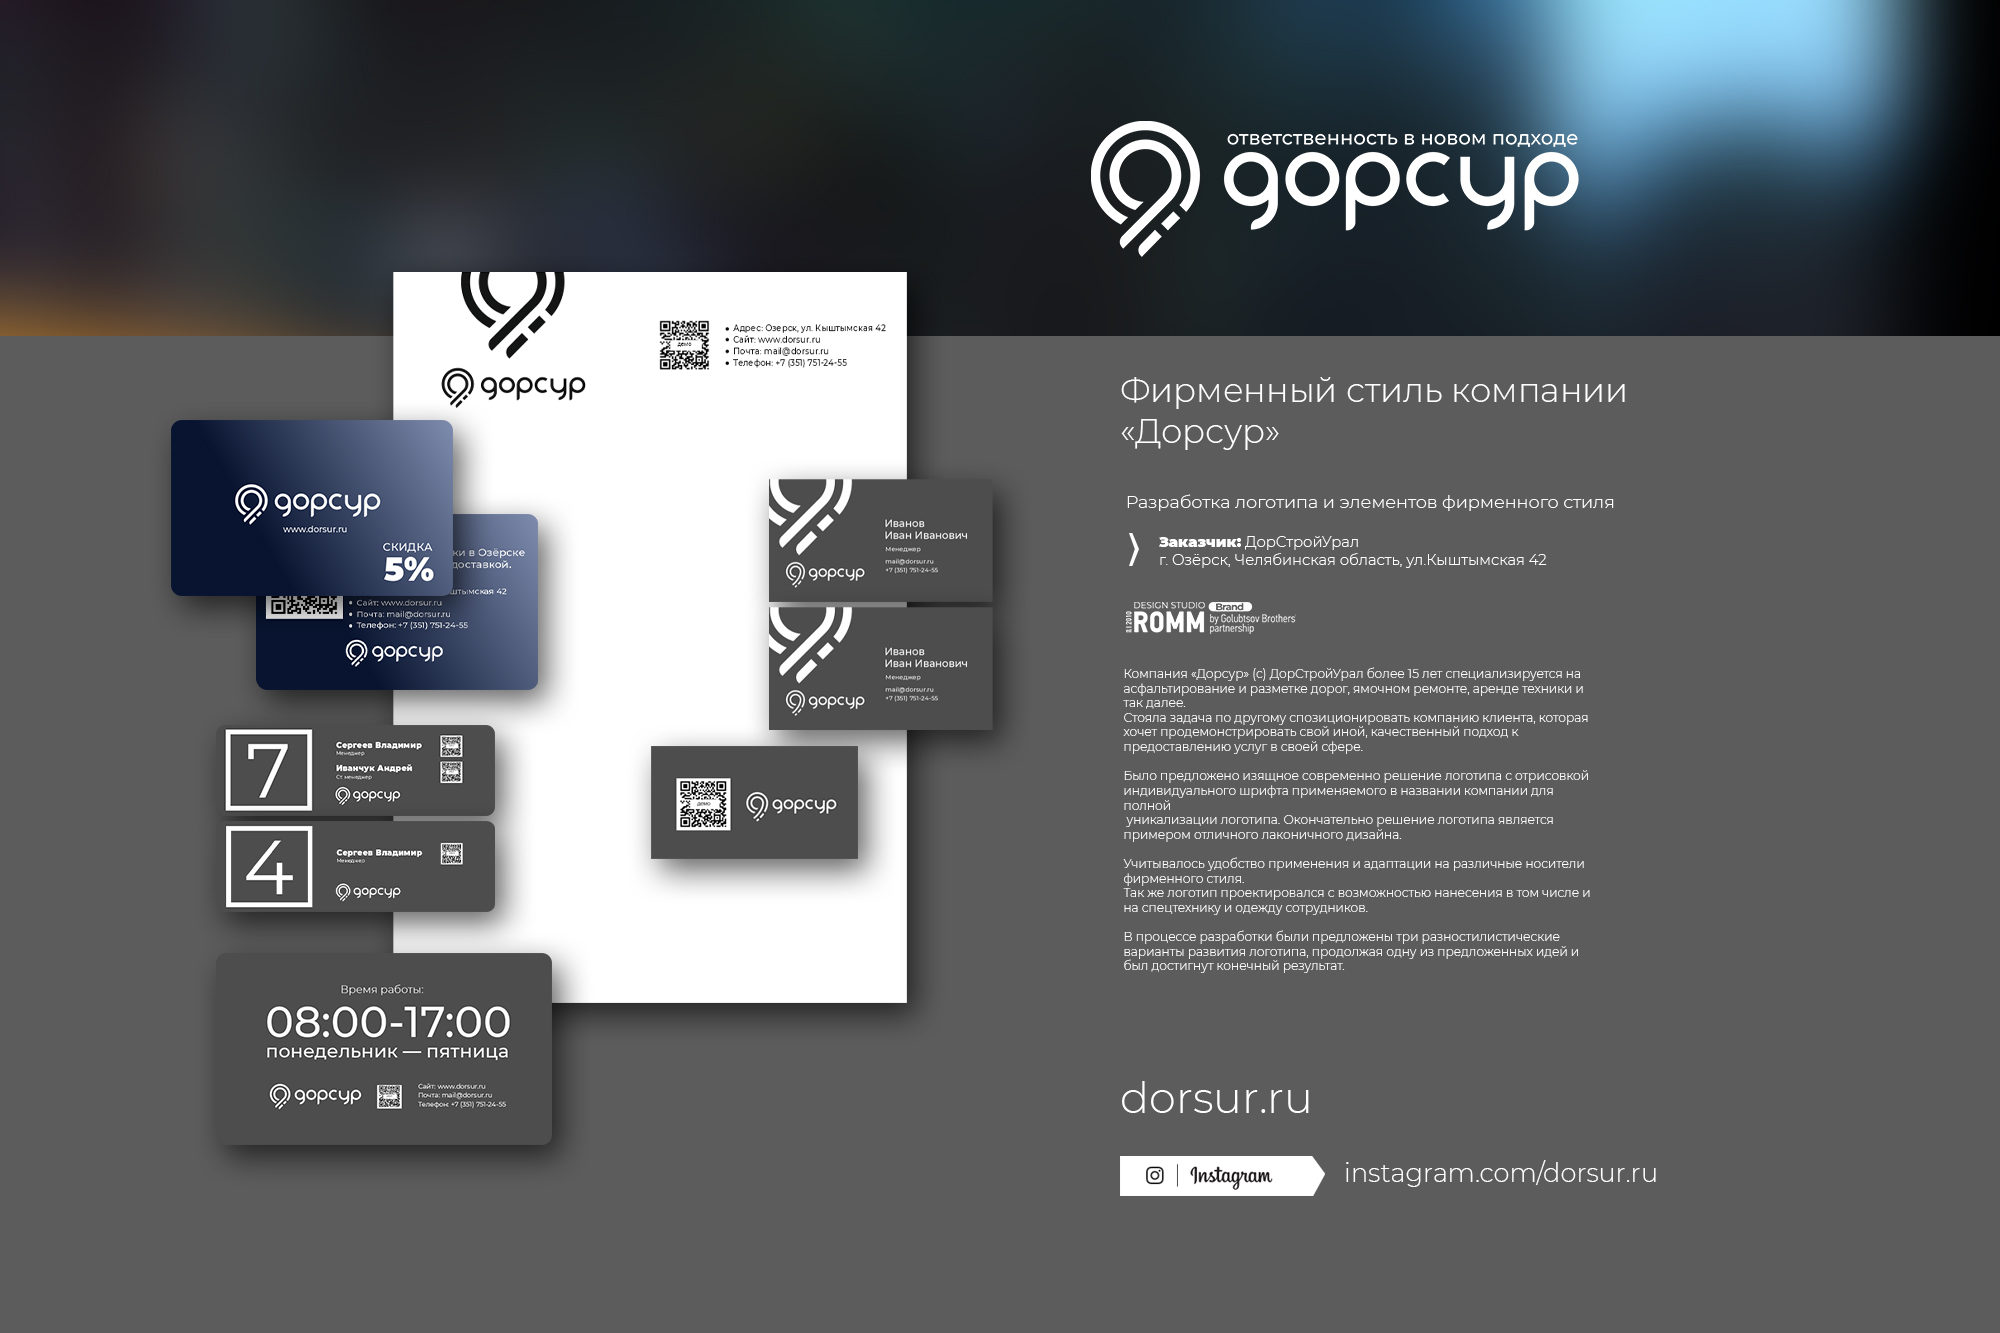 ответственность в новом подходе
дорсур
Адрес: Озерск, ул. Кыштымская 42
Сайт: www.dorsur.ru
Почта: mail@dorsur.ru
Телефон: +7 (351) 751-24-55
демо
дорсур
дорсур
www.dorsur.ru
СКИДКА
5%
ки в Озёрске
доставкой.
штымская 42
Сайт: www.dorsur.ru
Почта: mail@dorsur.ru
Телефон: +7 (351) 751-24-55
дорсур
Иванов
Иван Иванович
Менеджер
mail@dorsur.ru
+7 (351) 751-24-55
дорсур
Иванов
Иван Иванович
Менеджер
mail@dorsur.ru
+7 (351) 751-24-55
дорсур
демо
дорсур
7
Сергеев Владимир
Менеджер
Иванчук Андрей
Ст. менеджер
дорсур
4
Сергеев Владимир
Менеджер
дорсур
Время работы:
08:00-17:00
понедельник — пятница
дорсур
Сайт: www.dorsur.ru
Почта: mail@dorsur.ru
Телефон: +7 (351) 751-24-55
Фирменный стиль компании
«Дорсур»
Разработка логотипа и элементов фирменного стиля
Заказчик: ДорСтройУрал
г. Озёрск, Челябинская область, ул.Кыштымская 42
DESIGN STUDIO Brand
ROMM by Golubtsov Brothers
partnership
Компания «Дорсур» (с) ДорСтройУрал более 15 лет специализируется на
асфальтирование и разметке дорог, ямочном ремонте, аренде техники и
так далее.
Стояла задача по другому спозиционировать компанию клиента, которая
хочет продемонстрировать свой иной, качественный подход к
предоставлению услуг в своей сфере.
Было предложено изящное современно решение логотипа с отрисовкой
индивидуального шрифта применяемого в названии компании для
полной
уникализации логотипа. Окончательно решение логотипа является
примером отличного лаконичного дизайна.
Учитывалось удобство применения и адаптации на различные носители
фирменного стиля.
Так же логотип проектировался с возможностью нанесения в том числе и
на спецтехнику и одежду сотрудников.
В процессе разработки были предложены три разностилистические
варианты развития логотипа, продолжая одну из предложенных идей и
был достигнут конечный результат.
dorsur.ru
Instagram
instagram.com/dorsur.ru